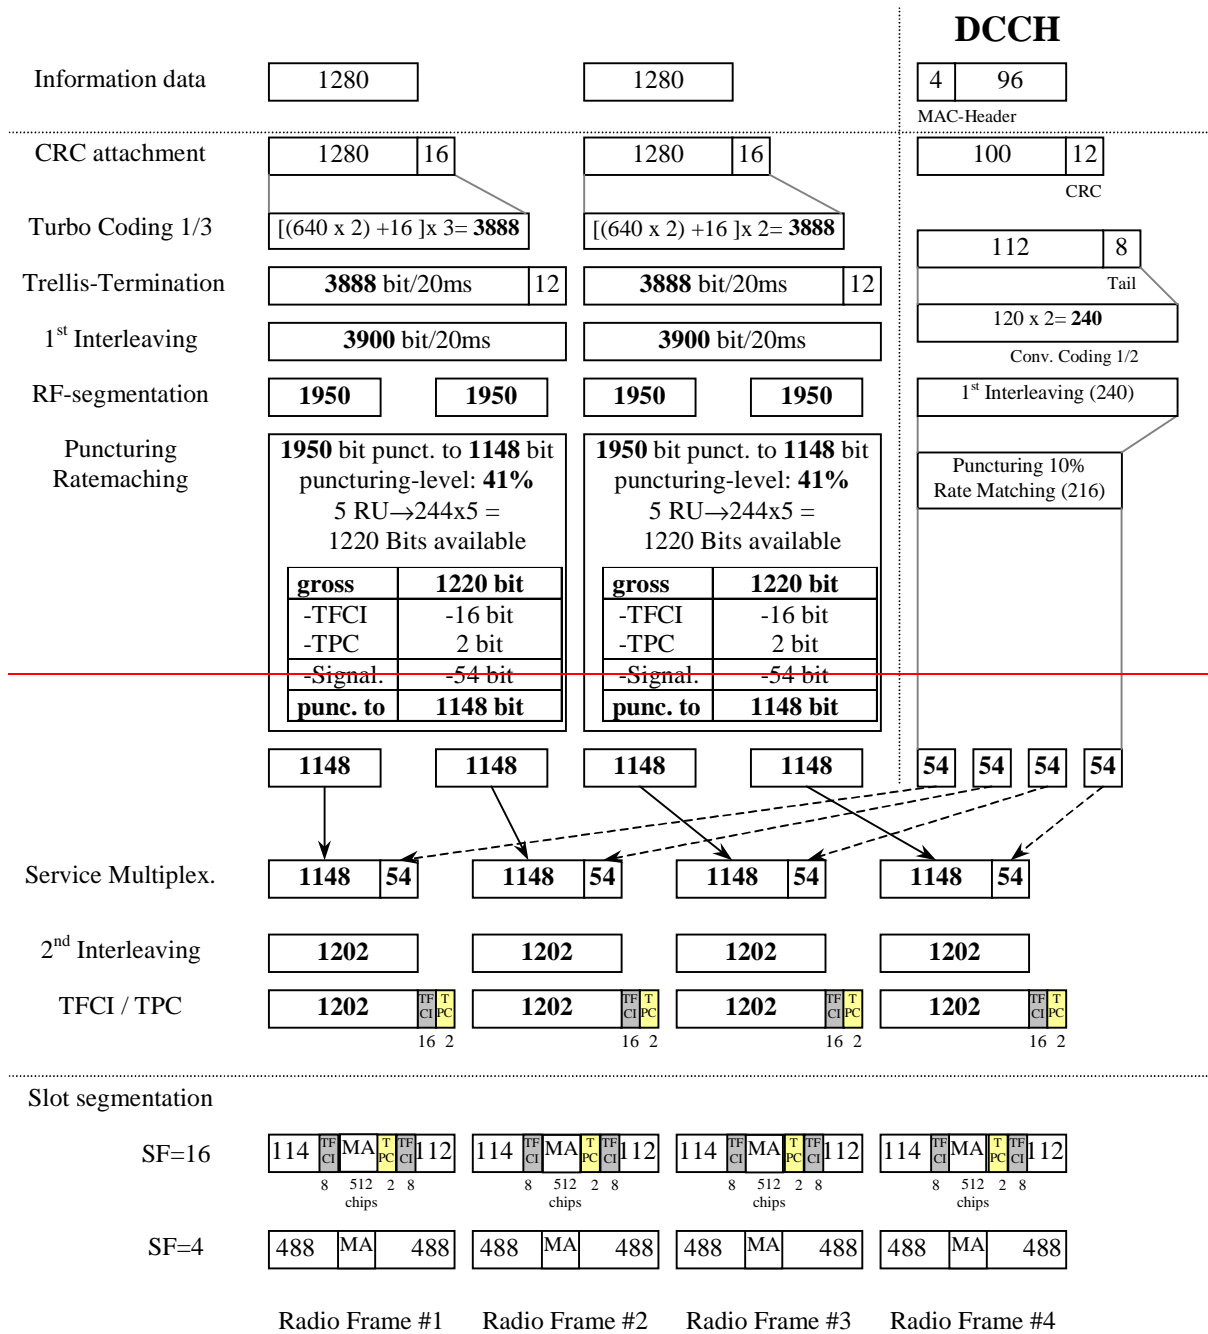 DCCH
Information data 1280 1280 4 96
MAC-Header
CRC attachment 1280 16 1280 16 100 12
CRC
Turbo Coding 1/3 [(640 x 2) +16 ]x 3= 3888 [(640 x 2) +16 ]x 2= 3888
112 8
Tail
Trellis-Termination 3888 bit/20ms 12 3888 bit/20ms 12
120 x 2= 240
Conv. Coding 1/2
1st Interleaving 3900 bit/20ms 3900 bit/20ms
RF-segmentation 1950 1950 1950 1950 1st Interleaving (240)
Puncturing
Ratemaching
1950 bit punct. to 1148 bit
puncturing-level: 41%
5 RU→244x5 =
1220 Bits available
gross 1220 bit
-TFCI -16 bit
-TPC 2 bit
-Signal. -54 bit
punc. to 1148 bit
1950 bit punct. to 1148 bit
puncturing-level: 41%
5 RU→244x5 =
1220 Bits available
gross 1220 bit
-TFCI -16 bit
-TPC 2 bit
-Signal. -54 bit
punc. to 1148 bit
Puncturing 10%
Rate Matching (216)
1148 1148 1148 1148 54 54 54 54
Service Multiplex. 1148 54 1148 54 1148 54 1148 54
2nd Interleaving 1202 1202 1202 1202
TFCI / TPC 1202 TF CI T PC 1202 TF CI T PC 1202 TF CI T PC 1202 TF CI T PC
16 2 16 2 16 2 16 2
Slot segmentation
SF=16 114 TF CI MA T PC TF CI 112 114 TF CI MA T PC TF CI 112 114 TF CI MA T PC TF CI 112 114 TF CI MA T PC TF CI 112
8 512 2 8 8 512 2 8 8 512 2 8 8 512 2 8
chips chips chips chips
SF=4 488 MA 488 488 MA 488 488 MA 488 488 MA 488
Radio Frame #1 Radio Frame #2 Radio Frame #3 Radio Frame #4